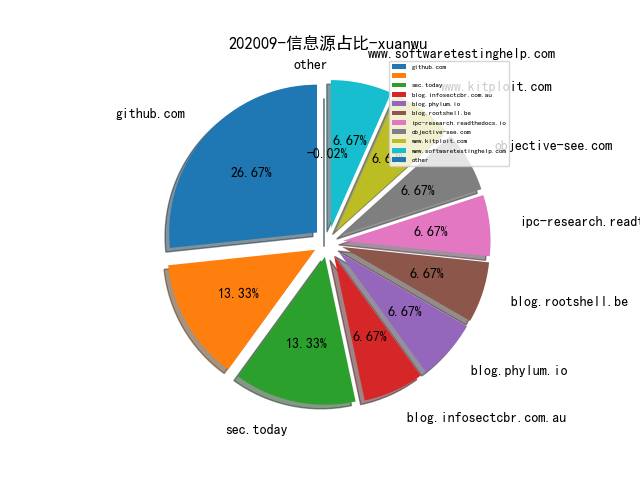 202009-信息源占比-xuanwu
other
www.softwaretestinghelp.com
github.com
www.kitploit.com
objective-see.com
ipc-research.readt
blog.rootshell.be
blog.phylum.io
blog.infosectcbr.com.au
sec.today
26.67%
13.33%
13.33%
6.67%
6.67%
6.67%
6.67%
6.67%
6.6
6.67%
-0.02%
github.com
sec.today
blog.infosectcbr.com.au
blog.phylum.io
blog.rootshell.be
ipc-research.readthedocs.io
objective-see.com
www.kitploit.com
www.softwaretestinghelp.com
other